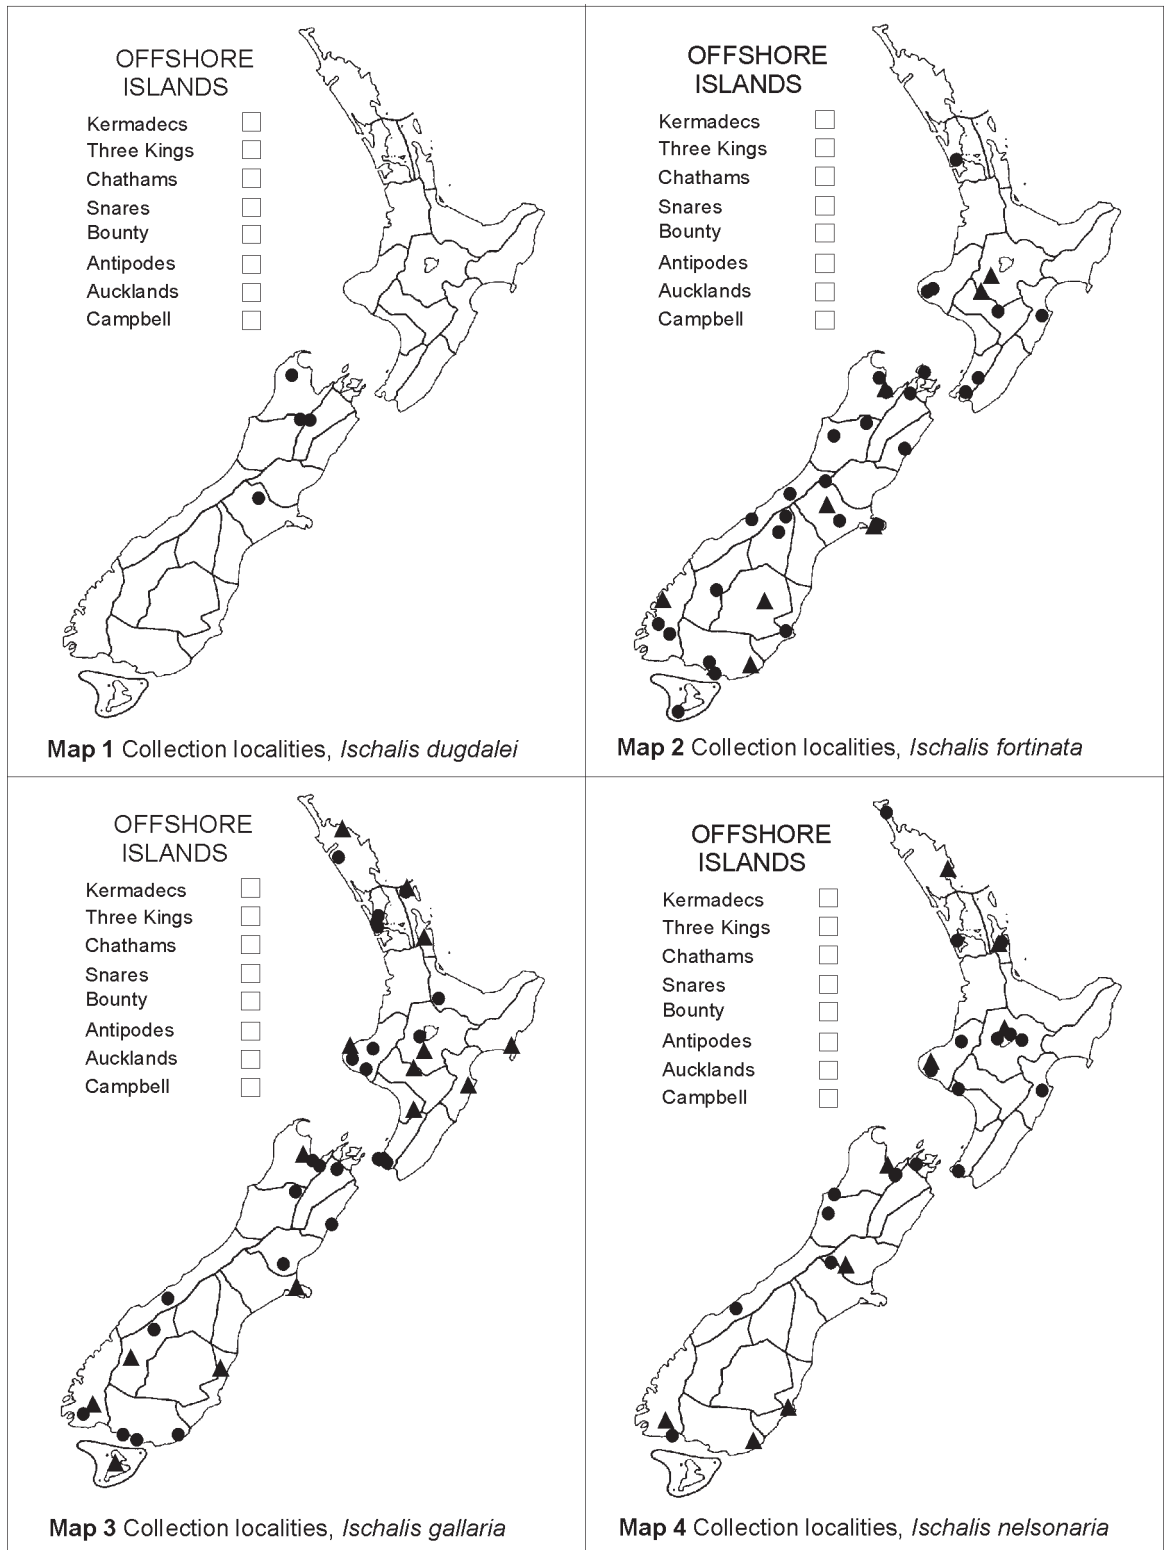 OFFSHORE
ISLANDS
Kermadecs
Three Kings
Chathams
Snares
Bounty
Antipodes
Aucklands
Campbell
Map 1 Collection localities, Ischalis dugdalei
OFFSHORE
ISLANDS
Kermadecs
Three Kings
Chathams
Snares
Bounty
Antipodes
Aucklands
Campbell
Map 2 Collection localities, Ischalis fortinata
OFFSHORE
ISLANDS
Kermadecs
Three Kings
Chathams
Snares
Bounty
Antipodes
Aucklands
Campbell
Map 3 Collection localities, Ischalis gallaria
OFFSHORE
ISLANDS
Kermadecs
Three Kings
Chathams
Snares
Bounty
Antipodes
Aucklands
Campbell
Map 4 Collection localities, Ischalis nelsonaria